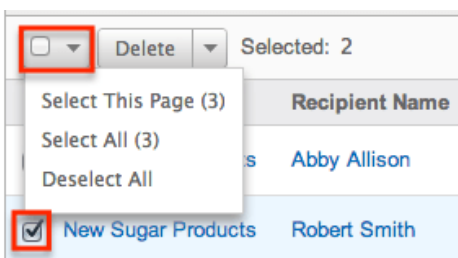 Delete Selected: 2
Select This Page (3)
Recipient Name
Select All (3)
s Abby Allison
Deselect All
New Sugar Products Robert Smith